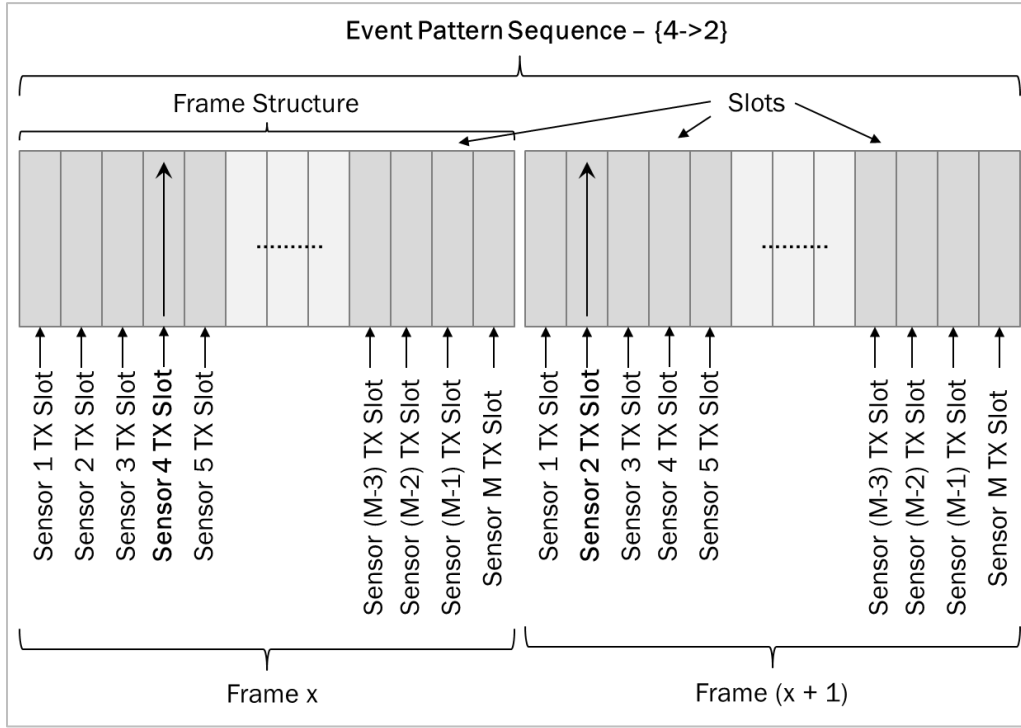 Event Pattern Sequence – {4->2}
Frame Structure
Slots
............
............
Sensor 1 TX Slot
Sensor 2 TX Slot
Sensor 3 TX Slot
Sensor 4 TX Slot
Sensor 5 TX Slot
Sensor (M-3) TX Slot
Sensor (M-2) TX Slot
Sensor (M-1) TX Slot
Sensor M TX Slot
Sensor 1 TX Slot
Sensor 2 TX Slot
Sensor 3 TX Slot
Sensor 4 TX Slot
Sensor 5 TX Slot
Sensor (M-3) TX Slot
Sensor (M-2) TX Slot
Sensor (M-1) TX Slot
Sensor M TX Slot
Frame x
Frame (x + 1)